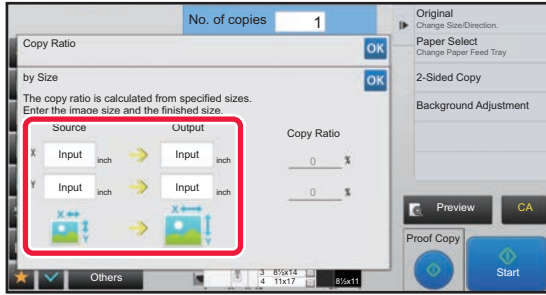 No. of copies 1
Original
Change Size/Direction.
Paper Select
Change Paper Feed Tray
2-Sided Copy
Background Adjustment
Copy Ratio OK
by Size OK
The copy ratio is calculated from specified sizes.
Enter the image size and the finished size.
Source Output Copy Ratio
X Input inch Input inch 0 %
Y Input inch Input inch 0 %
X Y X Y
Preview CA
Proof Copy
Start
Others
3 8½x14
4 11x17
8½x11